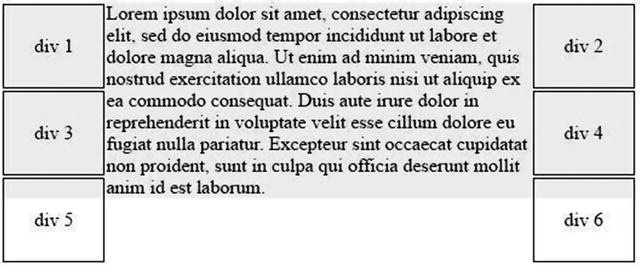 div 1
div 3
div 5
Lorem ipsum dolor sit amet, consectetur adipiscing
elit, sed do eiusmod tempor incididunt ut labore et
dolore magna aliqua. Ut enim ad minim veniam, quis
nostrud exercitation ullamco laboris nisi ut aliquip ex
ea commodo consequat. Duis aute irure dolor in
reprehenderit in voluptate velit esse cillum dolore eu
fugiat nulla pariatur. Excepteur sint occaecat cupidatat
non proident, sunt in culpa qui officia deserunt mollit
anim id est laborum.
div 2
div 4
div 6